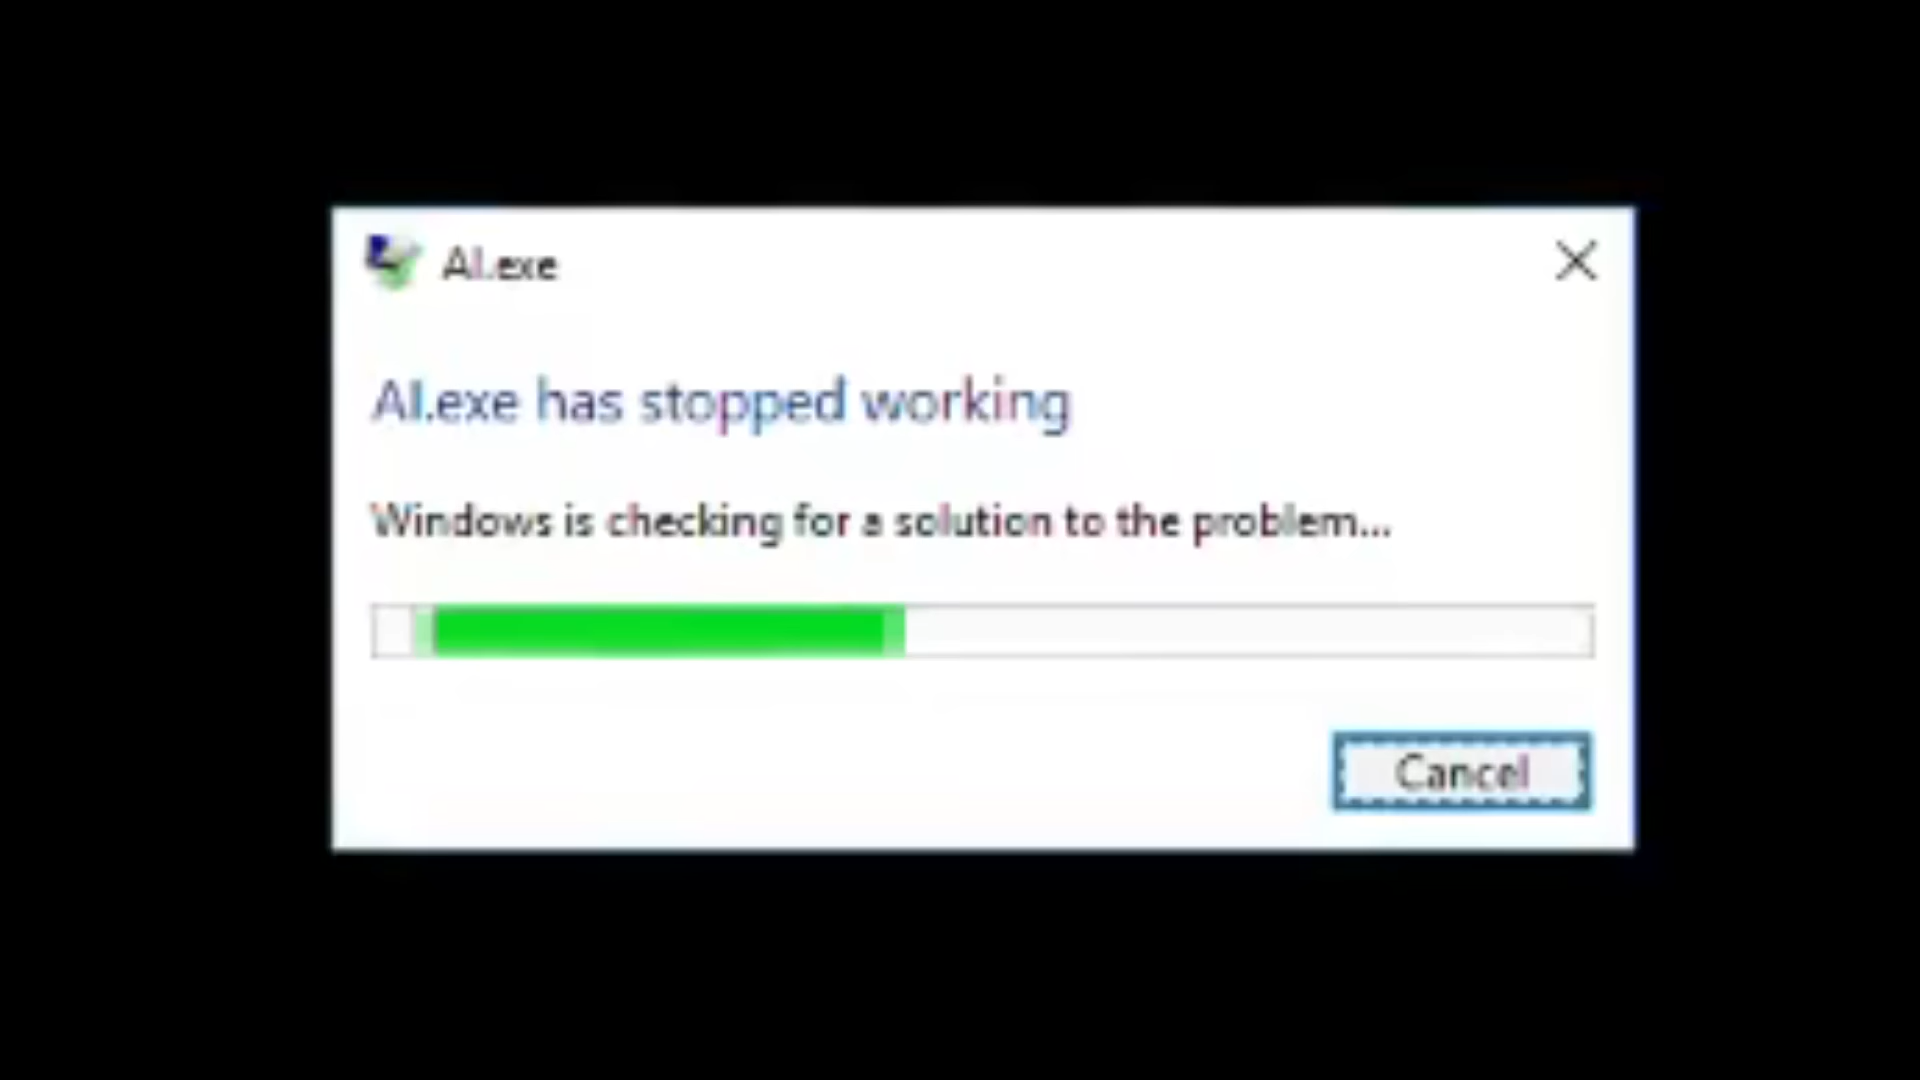 AI.exe
AI.exe has stopped working
Windows is checking for a solution to the problem...
Cancel